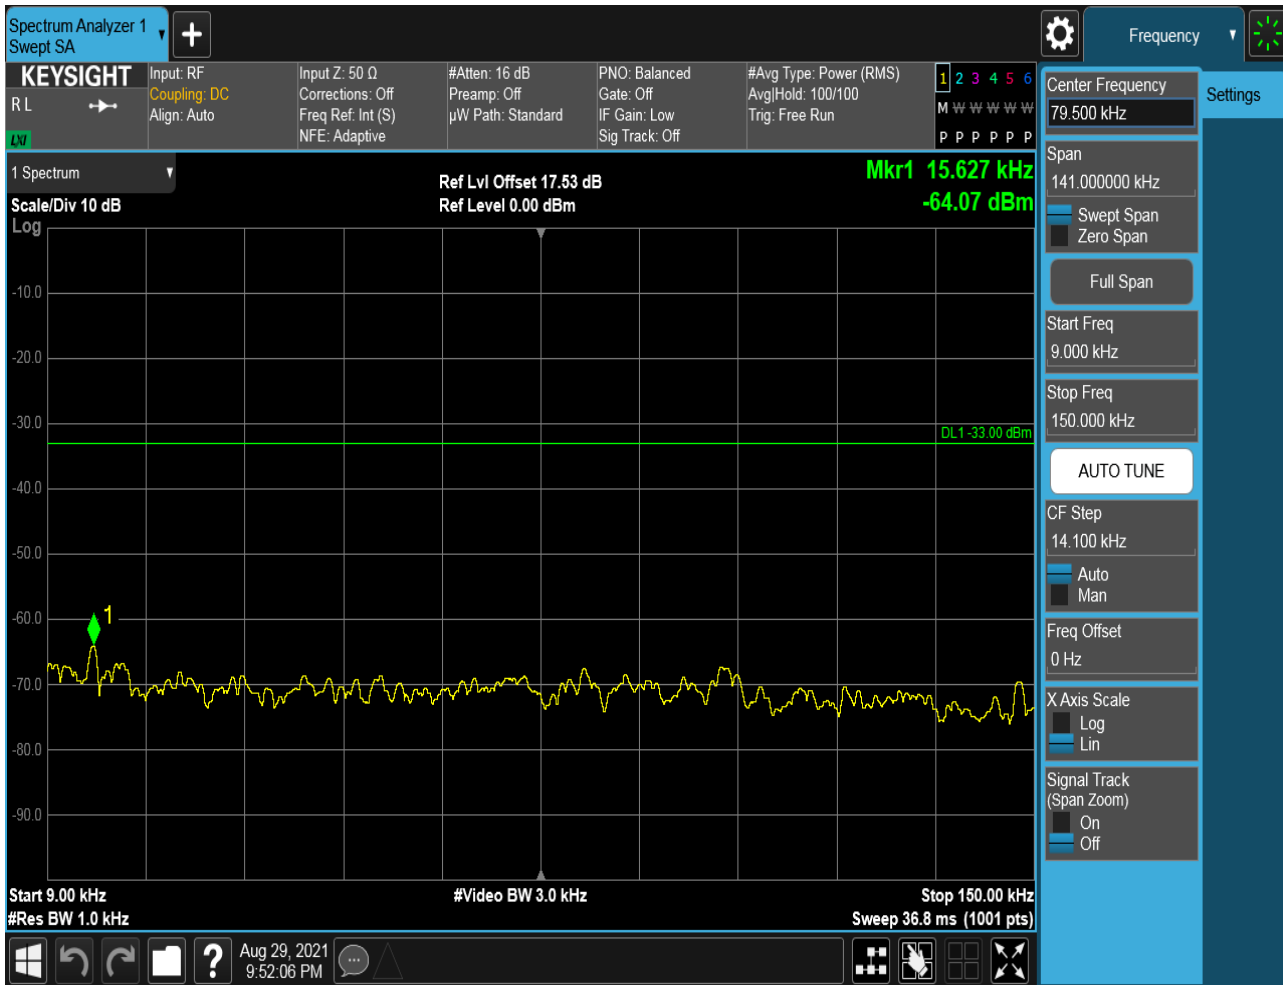 Spectrum Analyzer 1
Swept SA
+
Frequency
KEYSIGHT
R L
LXI
Input: RF
Coupling: DC
Align: Auto
Input Z: 50 Ω
Corrections: Off
Freq Ref: Int (S)
NFE: Adaptive
#Atten: 16 dB
Preamp: Off
µW Path: Standard
PNO: Balanced
Gate: Off
IF Gain: Low
Sig Track: Off
#Avg Type: Power (RMS)
Avg|Hold: 100/100
Trig: Free Run
1 2 3 4 5 6
M W W W W W
P P P P P P
1 Spectrum
Scale/Div 10 dB
Log
Ref Lvl Offset 17.53 dB
Ref Level 0.00 dBm
Mkr1 15.627 kHz
-64.07 dBm
-10.0
-20.0
-30.0
DL1 -33.00 dBm
-40.0
-50.0
-60.0
1
-70.0
-80.0
-90.0
Start 9.00 kHz
#Video BW 3.0 kHz
Stop 150.00 kHz
#Res BW 1.0 kHz
Sweep 36.8 ms (1001 pts)
?
Aug 29, 2021
9:52:06 PM
Center Frequency
79.500 kHz
Settings
Span
141.000000 kHz
Swept Span
Zero Span
Full Span
Start Freq
9.000 kHz
Stop Freq
150.000 kHz
AUTO TUNE
CF Step
14.100 kHz
Auto
Man
Freq Offset
0 Hz
X Axis Scale
Log
Lin
Signal Track
(Span Zoom)
On
Off